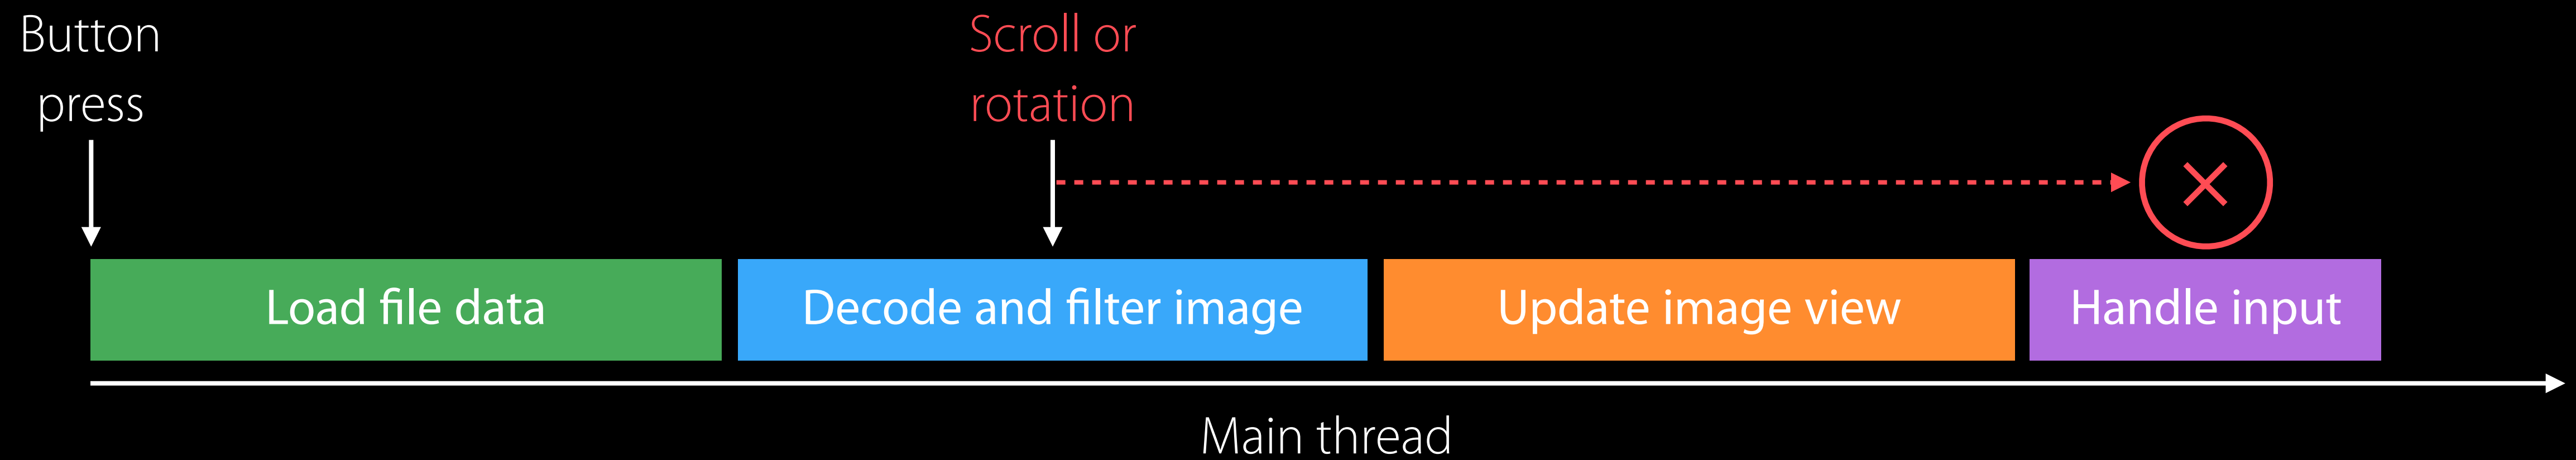 Button
press
Scroll or
rotation
Load file data
Decode and filter image
Update image view
Handle input
Main thread